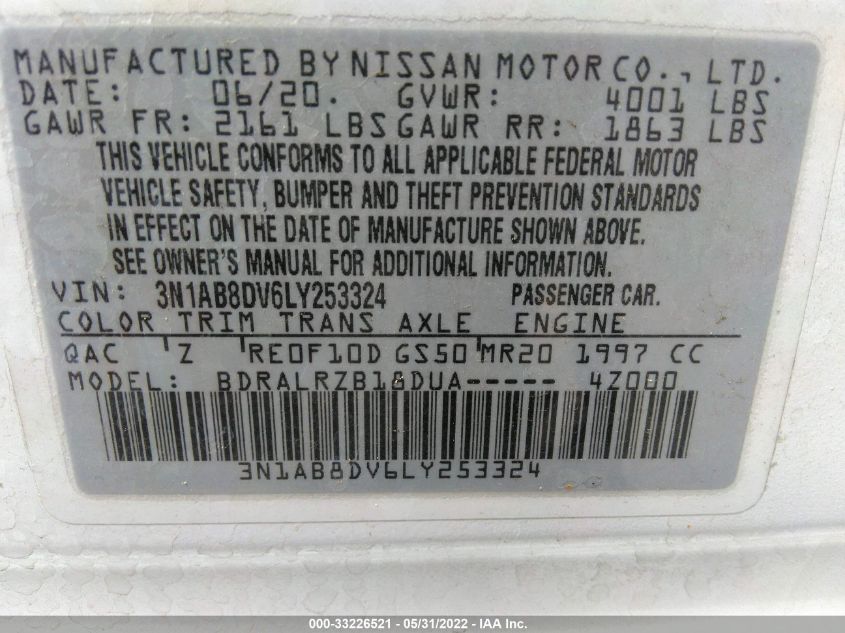 MANUFACTURED BY NISSAN MOTOR CO., LTD.
DATE: 06/20. GVWR: 4001 LBS
GAWR FR: 2161 LBS GAWR RR: 1863 LBS
THIS VEHICLE CONFORMS TO ALL APPLICABLE FEDERAL MOTOR
VEHICLE SAFETY, BUMPER AND THEFT PREVENTION STANDARDS
IN EFFECT ON THE DATE OF MANUFACTURE SHOWN ABOVE.
SEE OWNER'S MANUAL FOR ADDITIONAL INFORMATION.
VIN: 3N1AB8DV6LY253324 PASSENGER CAR.
COLOR TRIM TRANS AXLE ENGINE
QAC Z RE0F10D GS50 MR20 1997 CC
MODEL: BDRALRZB18DUA----- 4Z000
3N1AB8DV6LY253324
000-33226521 - 05/31/2022 - IAA Inc.